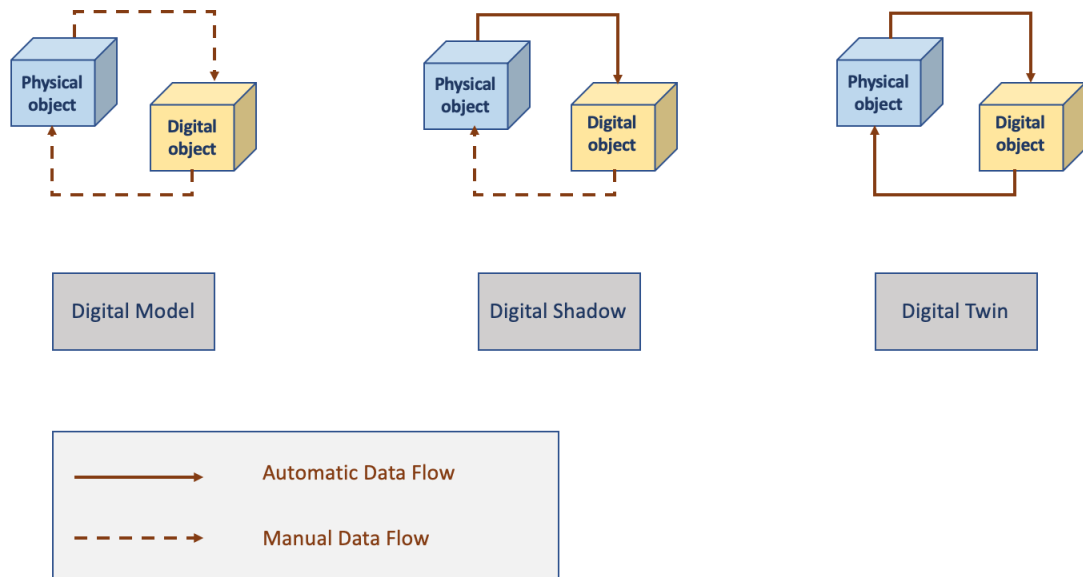 Physical
object
Digital
object
Physical
object
Digital
object
Physical
object
Digital
object
Digital Model
Digital Shadow
Digital Twin
Automatic Data Flow
Manual Data Flow